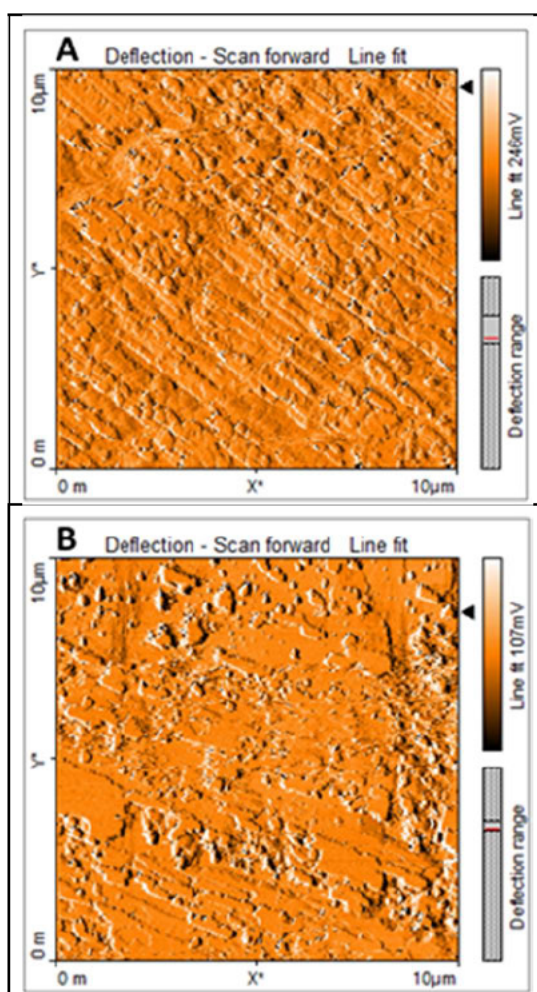 A
Deflection - Scan forward Line fit
10µm
Y*
0 m
0 m X* 10µm
Line fit 246mV
Deflection range
B
Deflection - Scan forward Line fit
10µm
Y*
0 m
0 m X* 10µm
Line fit 107mV
Deflection range